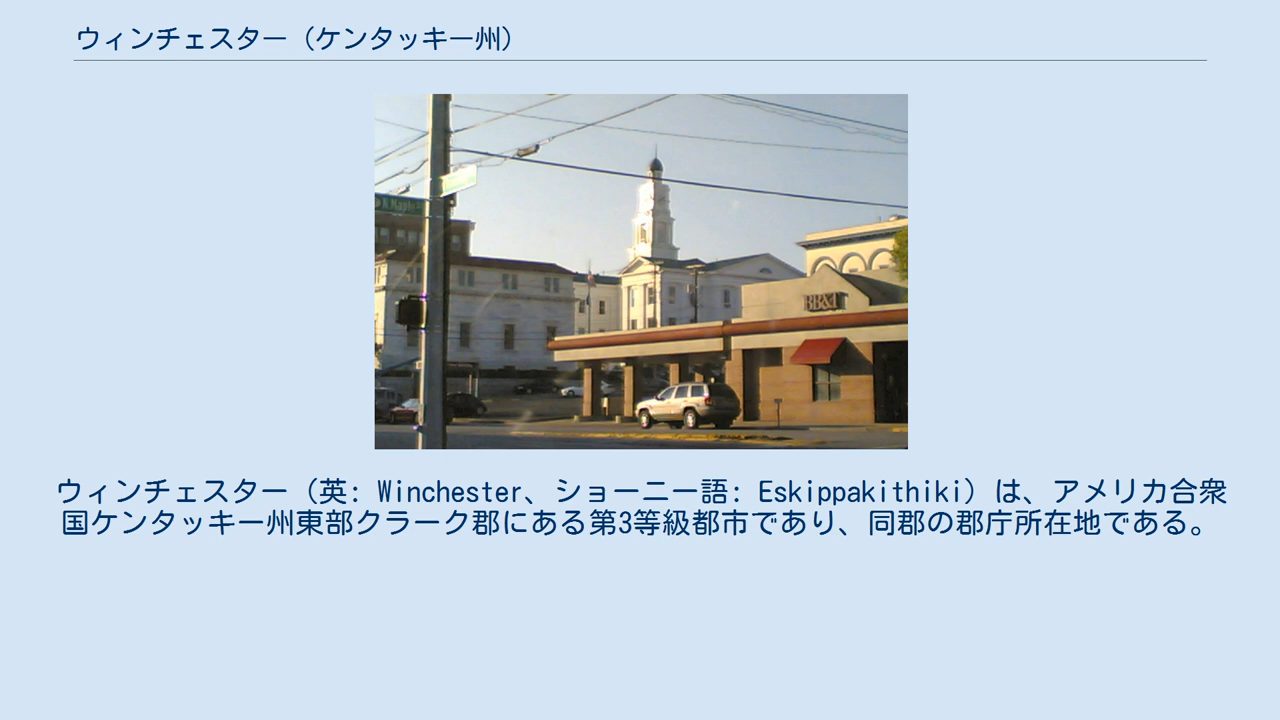 ウィンチェスター（ケンタッキー州）
N Maple
BB&T
ウィンチェスター（英: Winchester、ショーニー語: Eskippakithiki）は、アメリカ合衆
国ケンタッキー州東部クラーク郡にある第3等級都市であり、同郡の郡庁所在地である。